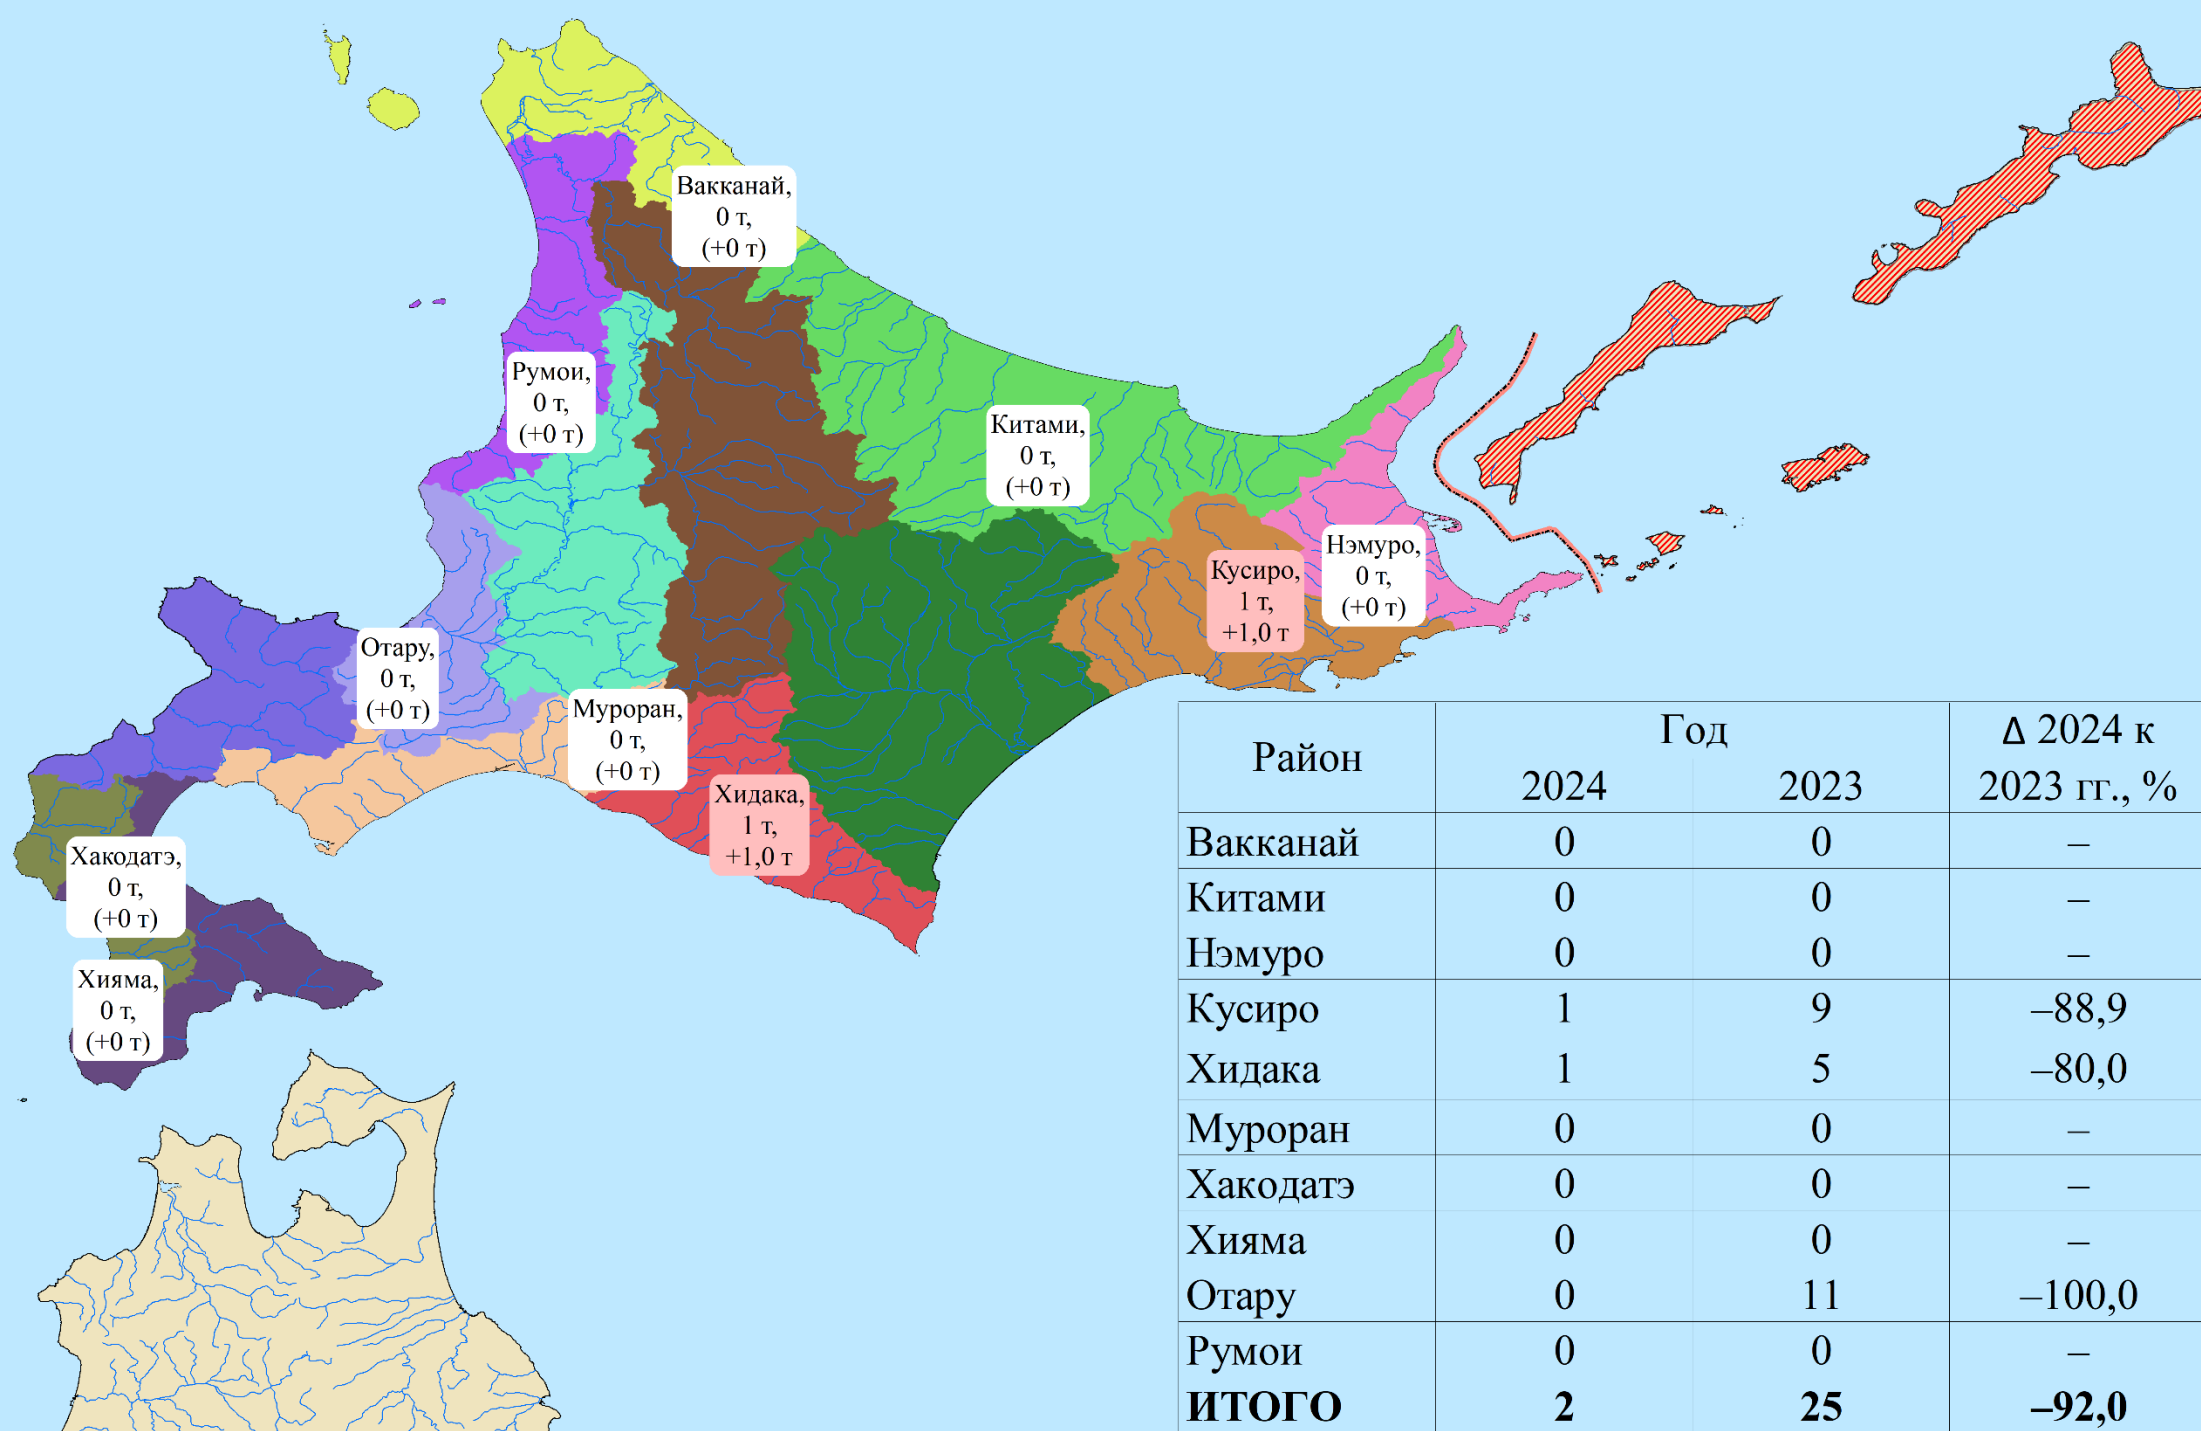 Вакканай,
0 т,
(+0 т)
Румои,
0 т,
(+0 т)
Китами,
0 т,
(+0 т)
Нэмуро,
0 т,
(+0 т)
Кусиро,
1 т,
+1,0 т
Отару,
0 т,
(+0 т)
Муроран,
0 т,
(+0 т)
Хидака,
1 т,
+1,0 т
Хакодатэ,
0 т,
(+0 т)
Хияма,
0 т,
(+0 т)
Район Год Δ 2024 к
2024 2023 2023 гг., %
Вакканай 0 0 –
Китами 0 0 –
Нэмуро 0 0 –
Кусиро 1 9 –88,9
Хидака 1 5 –80,0
Муроран 0 0 –
Хакодатэ 0 0 –
Хияма 0 0 –
Отару 0 11 –100,0
Румои 0 0 –
ИТОГО 2 25 –92,0